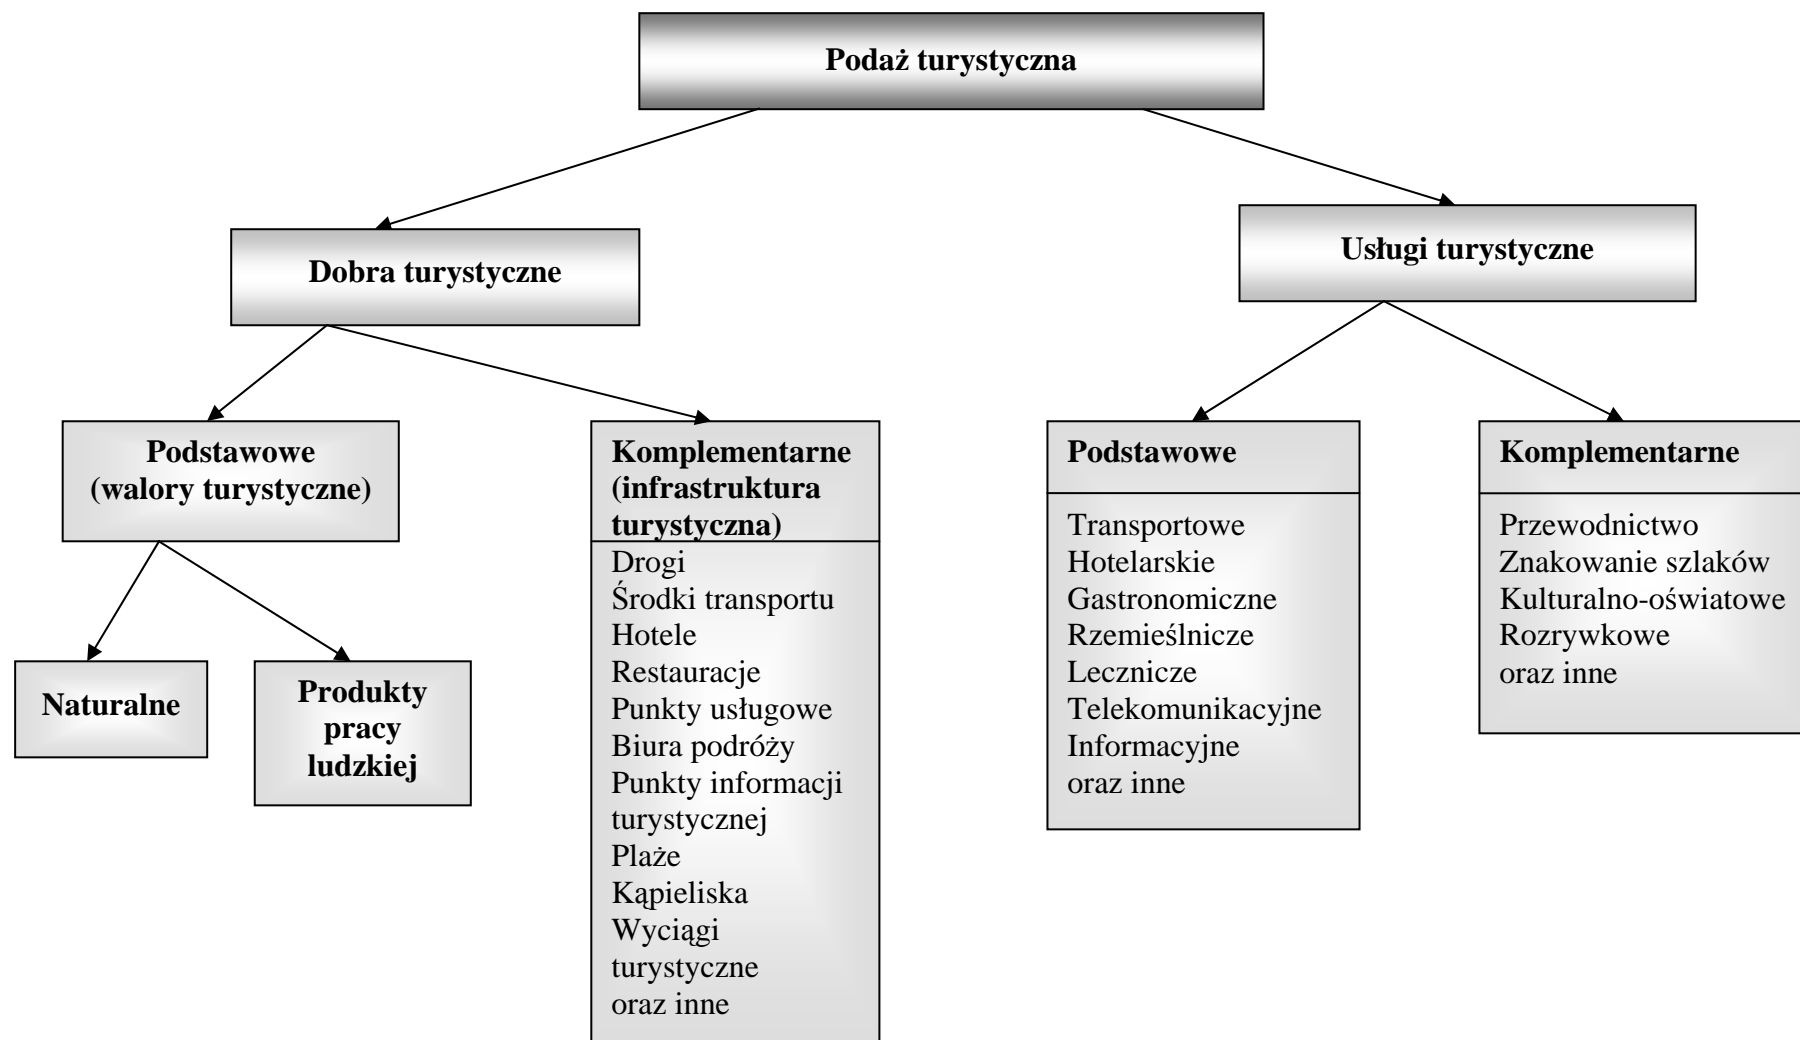 Podaż turystyczna
Dobra turystyczne
Usługi turystyczne
Podstawowe
(walory turystyczne)
Naturalne
Produkty
pracy
ludzkiej
Komplementarne
(infrastruktura
turystyczna)
Drogi
Środki transportu
Hotele
Restauracje
Punkty usługowe
Biura podróży
Punkty informacji
turystycznej
Plaże
Kąpieliska
Wyciągi
turystyczne
oraz inne
Podstawowe
Transportowe
Hotelarskie
Gastronomiczne
Rzemieślnicze
Lecznicze
Telekomunikacyjne
Informacyjne
oraz inne
Komplementarne
Przewodnictwo
Znakowanie szlaków
Kulturalno-oświatowe
Rozrywkowe
oraz inne